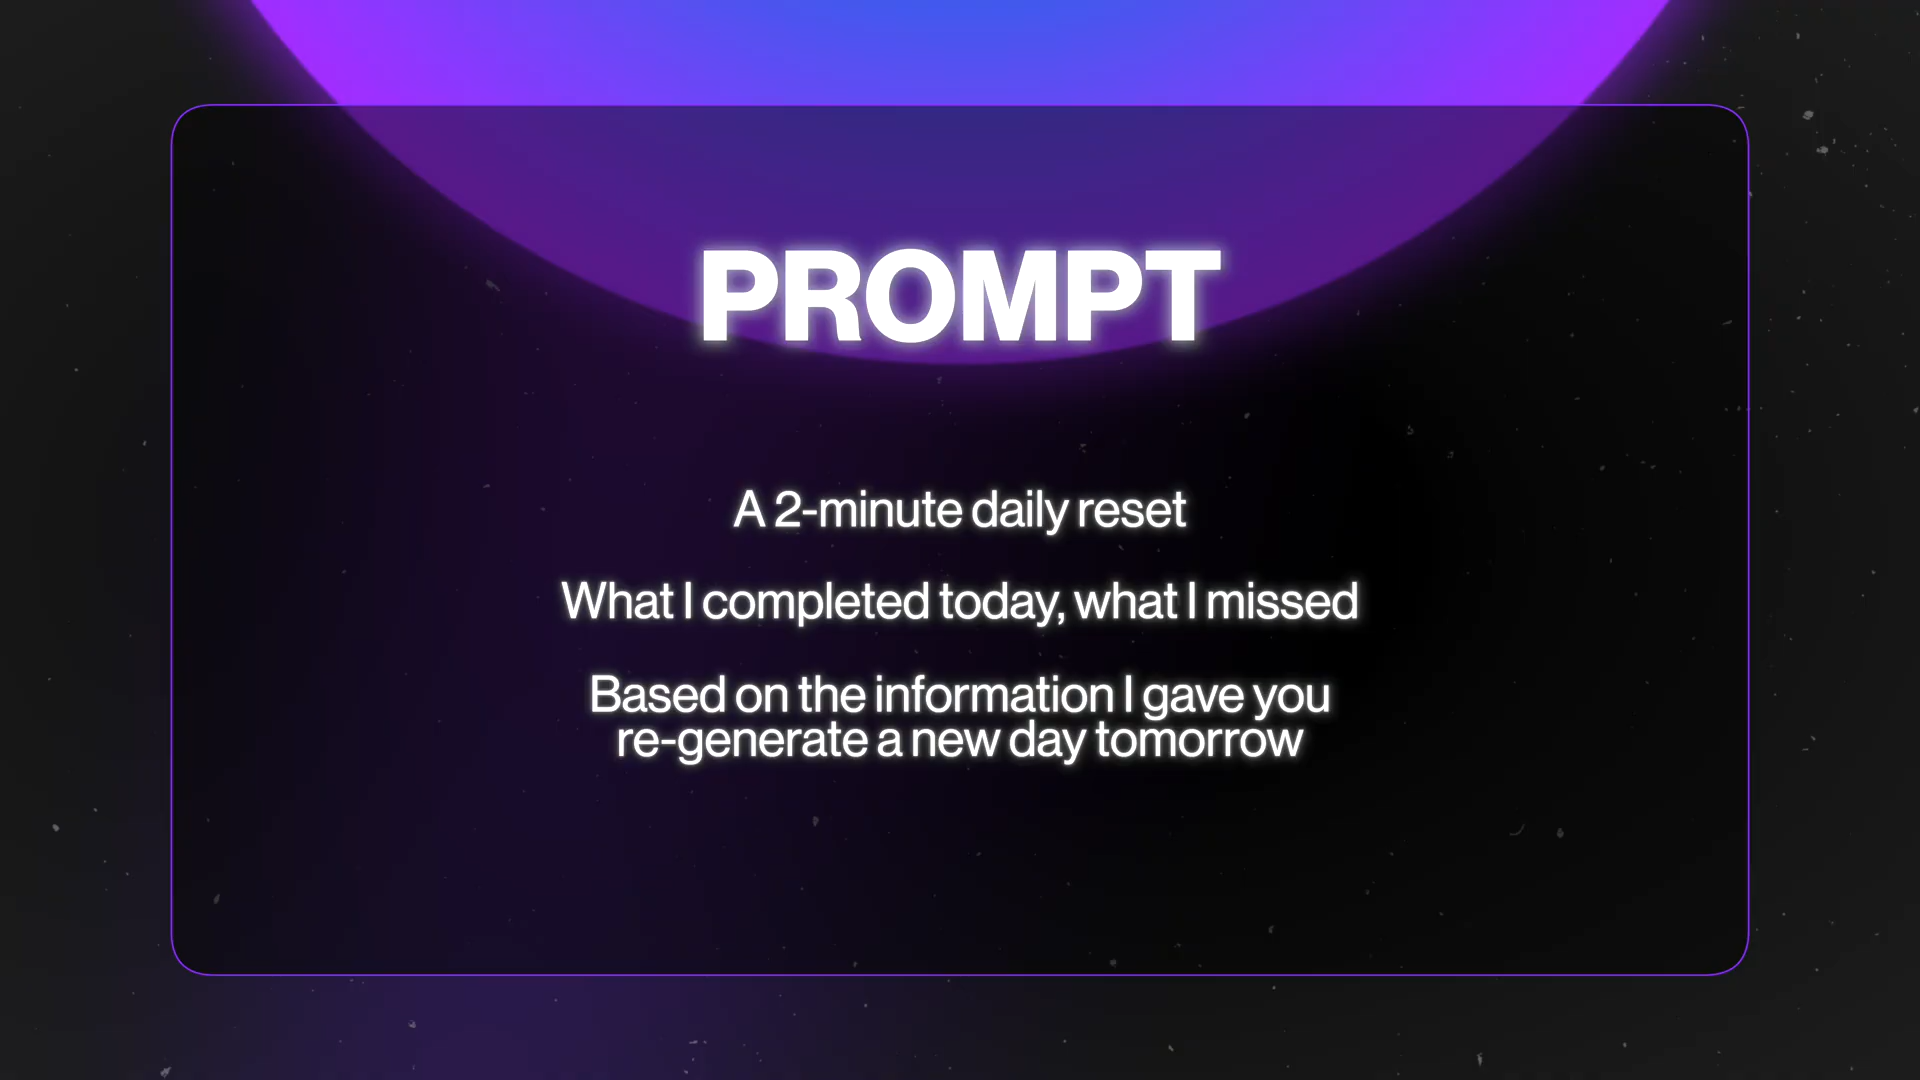 PROMPT
A 2-minute daily reset
What I completed today, what I missed
Based on the information I gave you
re-generate a new day tomorrow